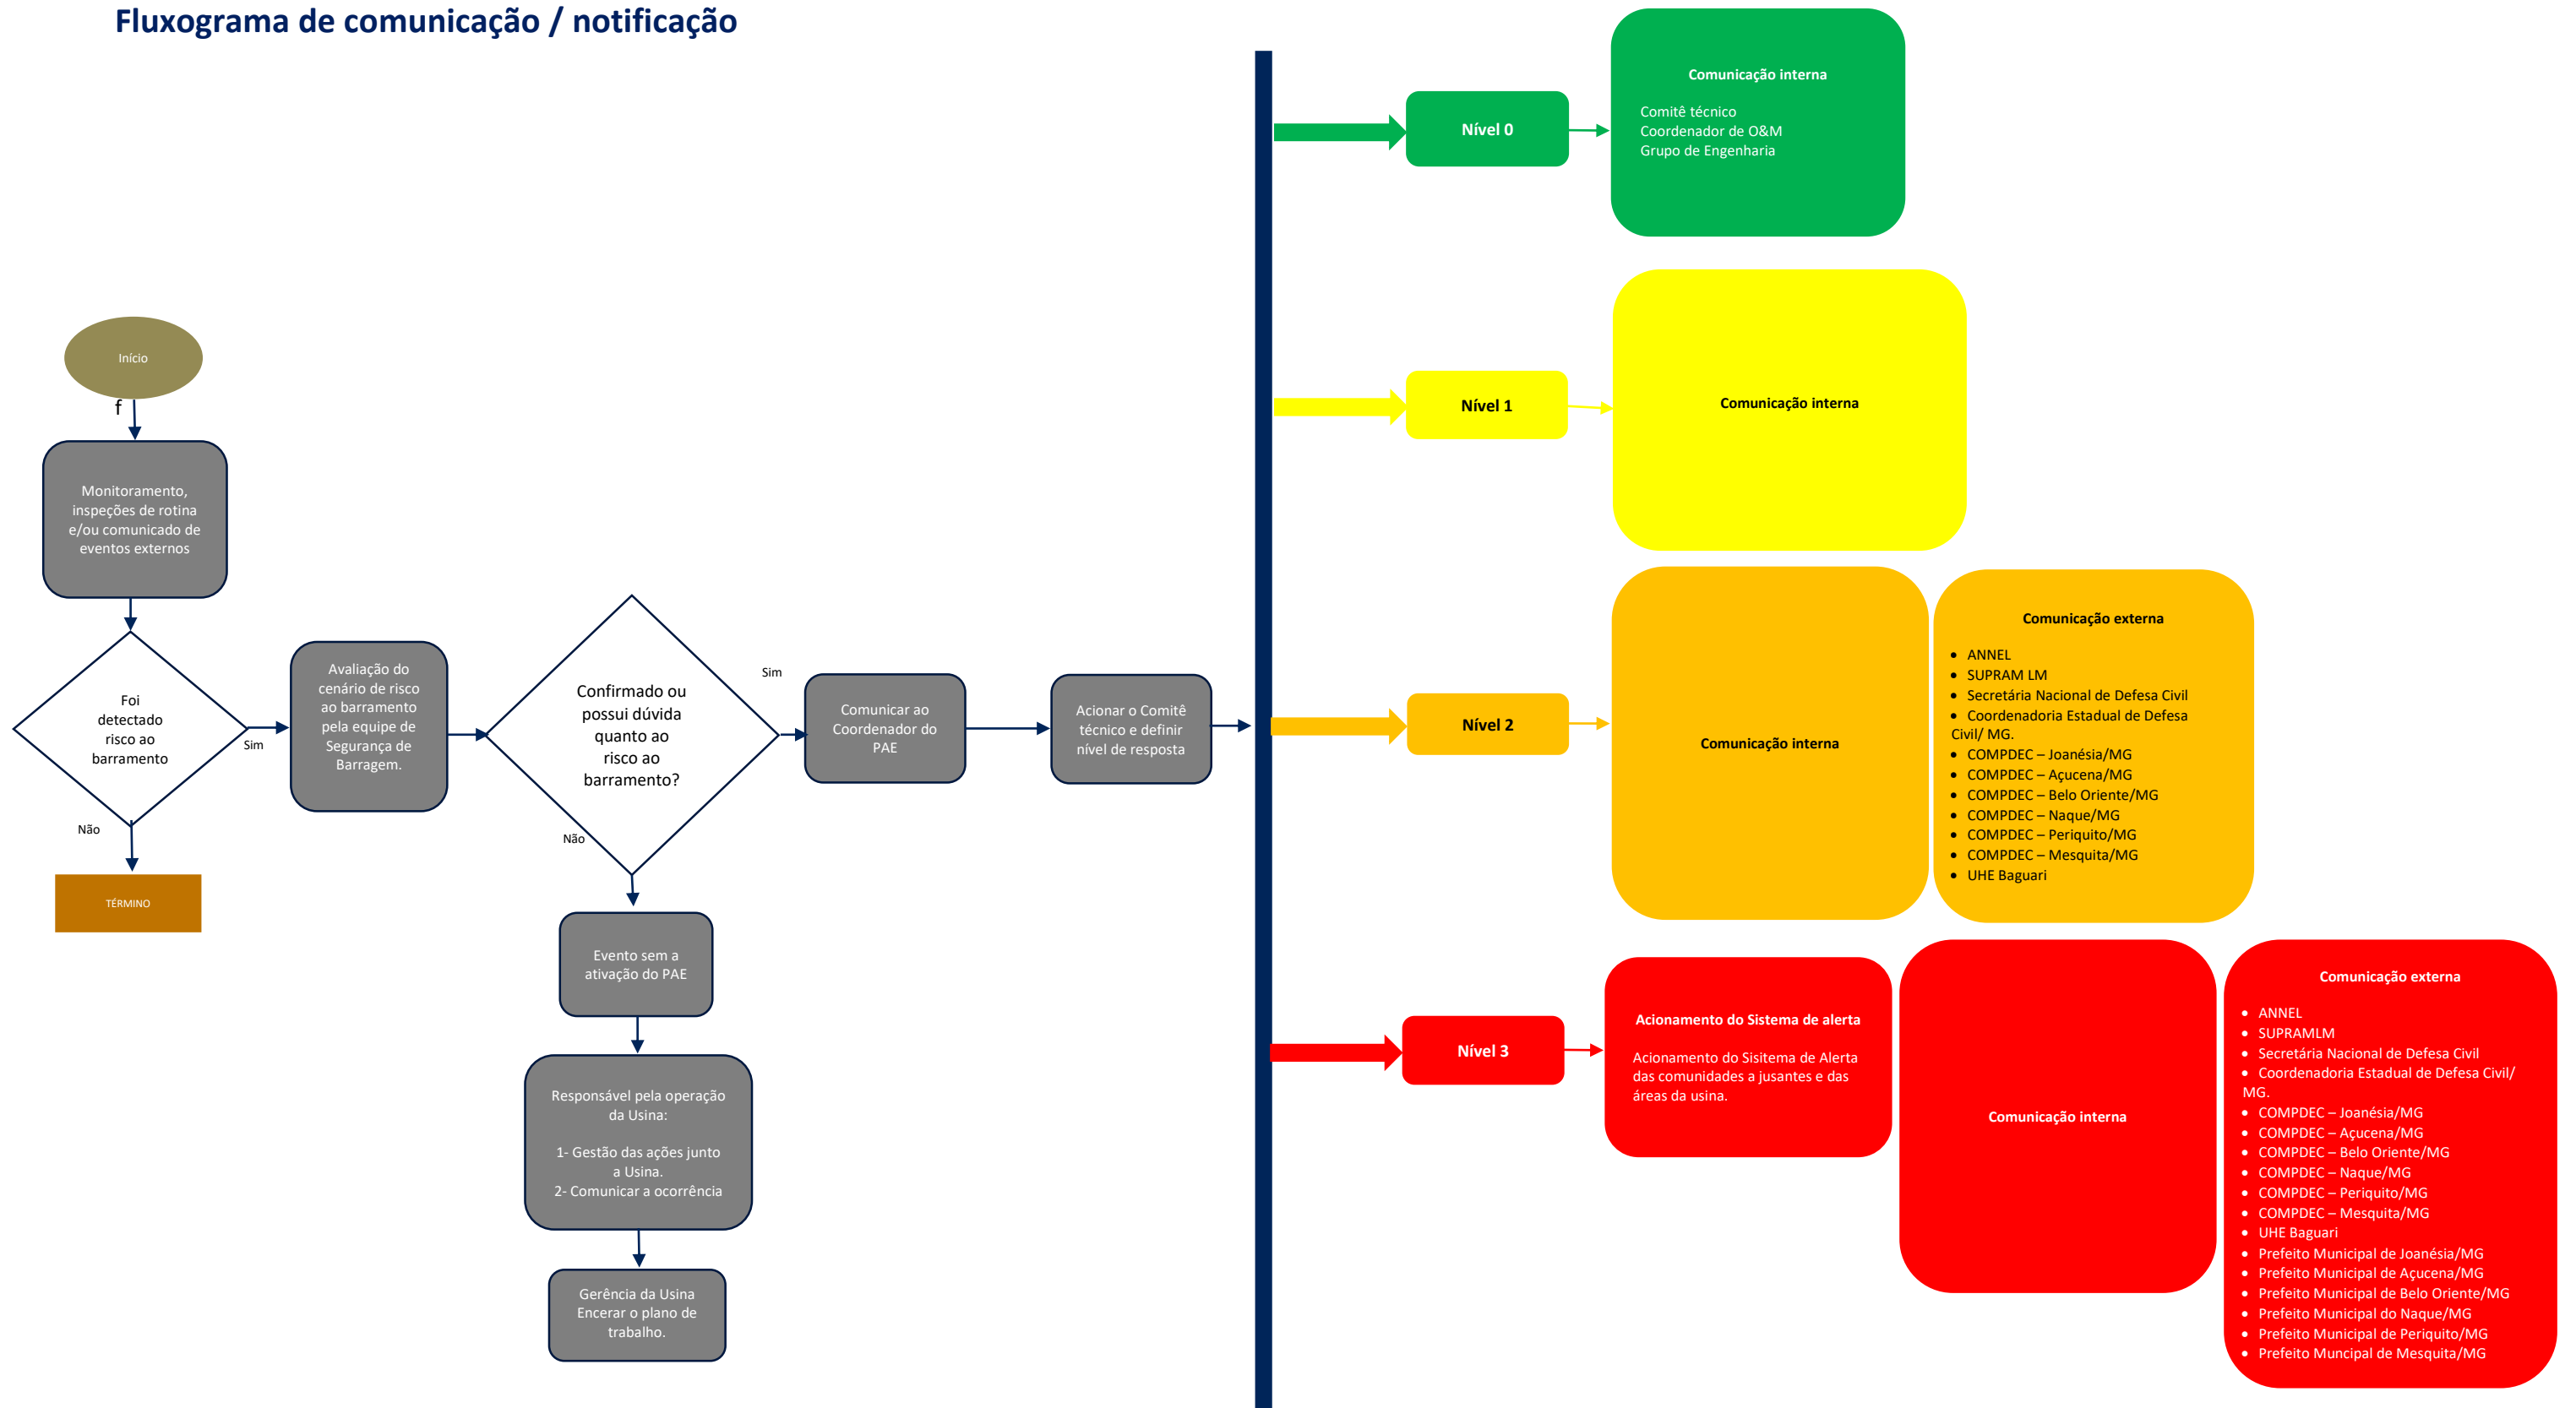 Fluxograma de comunicação / notificação
Início
f
Monitoramento,
inspeções de rotina
e/ou comunicado de
eventos externos
Foi
detectado
risco ao
barramento
Sim
Não
TÉRMINO
Avaliação do
cenário de risco
ao barramento
pela equipe de
Segurança de
Barragem.
Confirmado ou
possui dúvida
quanto ao
risco ao
barramento?
Sim
Não
Comunicar ao
Coordenador do
PAE
Acionar o Comitê
técnico e definir
nível de resposta
Evento sem a
ativação do PAE
Responsável pela operação
da Usina:
1- Gestão das ações junto
a Usina.
2- Comunicar a ocorrência
Gerência da Usina
Encerar o plano de
trabalho.
Nível 0
Comunicação interna
Comitê técnico
Coordenador de O&M
Grupo de Engenharia
Nível 1
Comunicação interna
Nível 2
Comunicação interna
Comunicação externa
• ANNEL
• SUPRAM LM
• Secretária Nacional de Defesa Civil
• Coordenadoria Estadual de Defesa
Civil/ MG.
• COMPDEC – Joanésia/MG
• COMPDEC – Açucena/MG
• COMPDEC – Belo Oriente/MG
• COMPDEC – Naque/MG
• COMPDEC – Periquito/MG
• COMPDEC – Mesquita/MG
• UHE Baguari
Nível 3
Acionamento do Sistema de alerta
Acionamento do Sisitema de Alerta
das comunidades a jusantes e das
áreas da usina.
Comunicação interna
Comunicação externa
• ANNEL
• SUPRAMLM
• Secretária Nacional de Defesa Civil
• Coordenadoria Estadual de Defesa Civil/
MG.
• COMPDEC – Joanésia/MG
• COMPDEC – Açucena/MG
• COMPDEC – Belo Oriente/MG
• COMPDEC – Naque/MG
• COMPDEC – Periquito/MG
• COMPDEC – Mesquita/MG
• UHE Baguari
• Prefeito Municipal de Joanésia/MG
• Prefeito Municipal de Açucena/MG
• Prefeito Municipal de Belo Oriente/MG
• Prefeito Municipal do Naque/MG
• Prefeito Municipal de Periquito/MG
• Prefeito Muncipal de Mesquita/MG